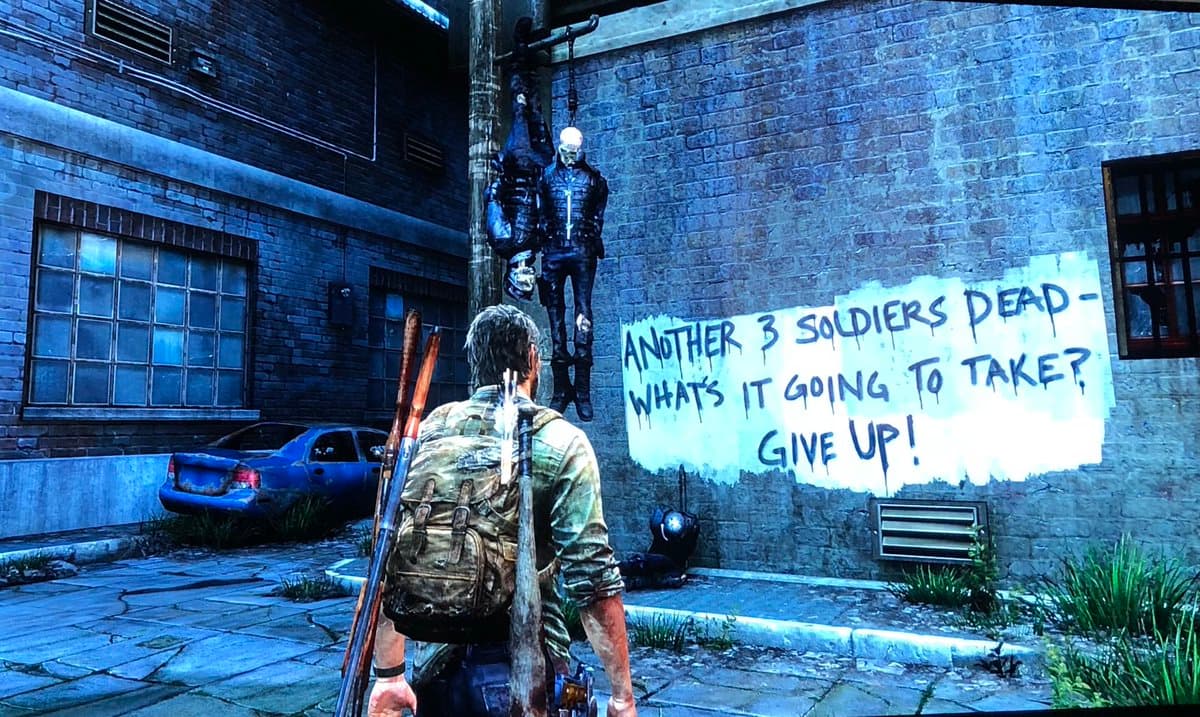 ANOTHER 3 SOLDIERS DEAD-
WHAT'S IT GOING TO TAKE?
GIVE UP!